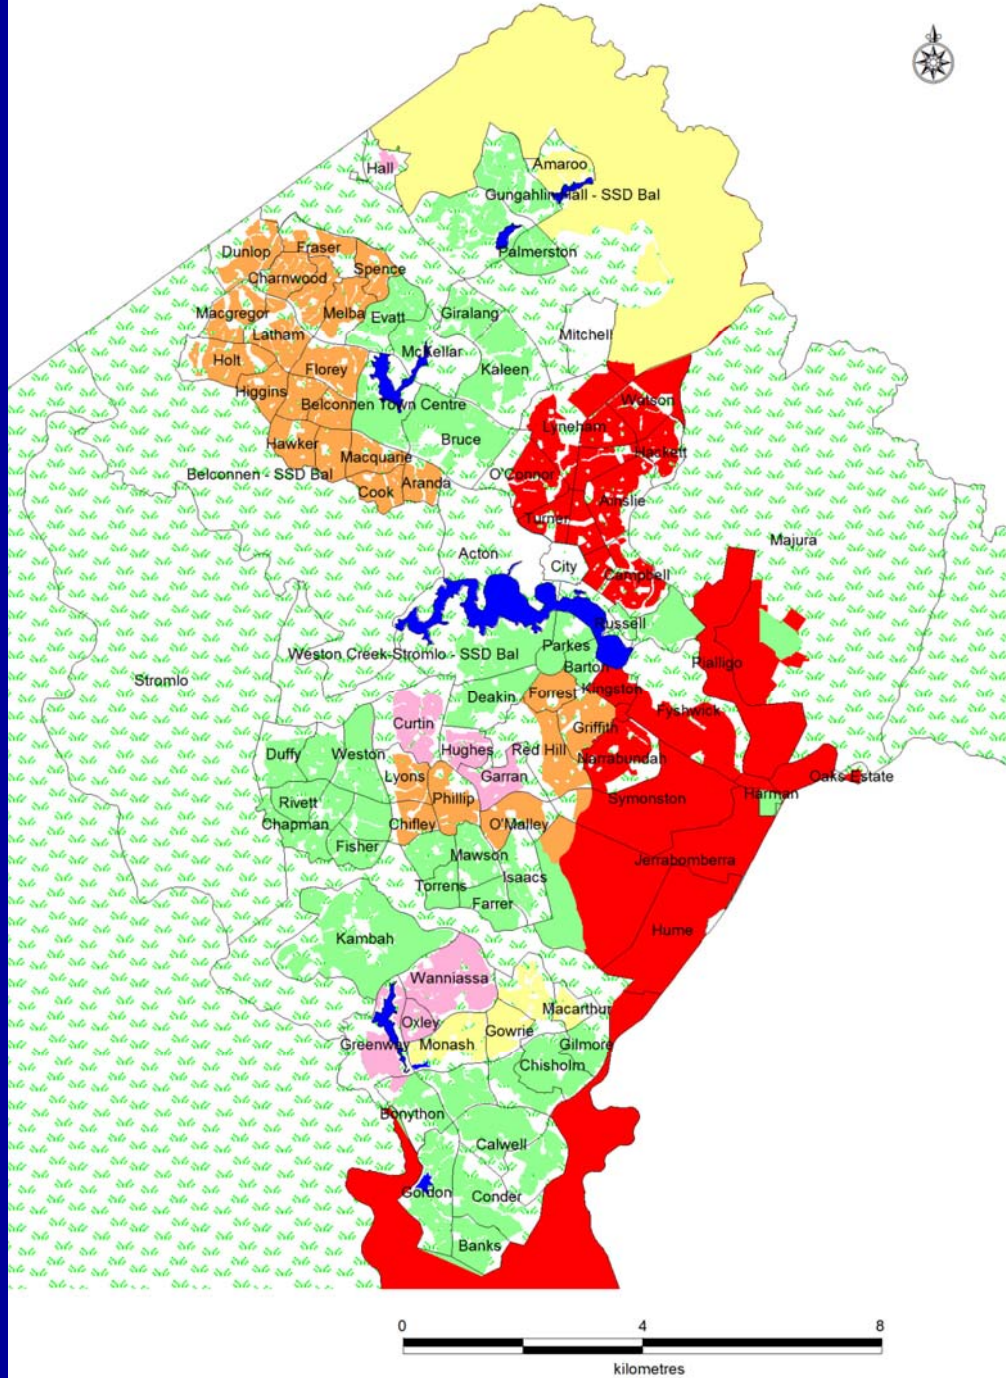 Hall
Amaroo
Gungahlin-Hall - SSD Bal
Palmerston
Dunlop
Fraser
Charnwood
Spence
Macgregor
Melba
Evatt
Giralang
Latham
Mitchell
McKellar
Holt
Florey
Kaleen
Higgins
Belconnen Town Centre
Watson
Lyneham
Hawker
Bruce
Hackett
Macquarie
Belconnen - SSD Bal
O'Connor
Aranda
Cook
Ainslie
Turner
Majura
Acton
City
Campbell
Russell
Parkes
Weston Creek-Stromlo - SSD Bal
Barton
Pialligo
Stromlo
Kingston
Forrest
Deakin
Fyshwick
Curtin
Griffith
Hughes
Red Hill
Duffy
Weston
Narrabundah
Lyons
Garran
Oaks Estate
Rivett
Phillip
Symonston
Harman
Chapman
Chifley
O'Malley
Fisher
Mawson
Jerrabomberra
Isaacs
Torrens
Farrer
Hume
Kambah
Wanniassa
Macarthur
Oxley
Gowrie
Greenway
Monash
Gilmore
Chisholm
Bonython
Calwell
Gordon
Conder
Banks
0 4 8
kilometres